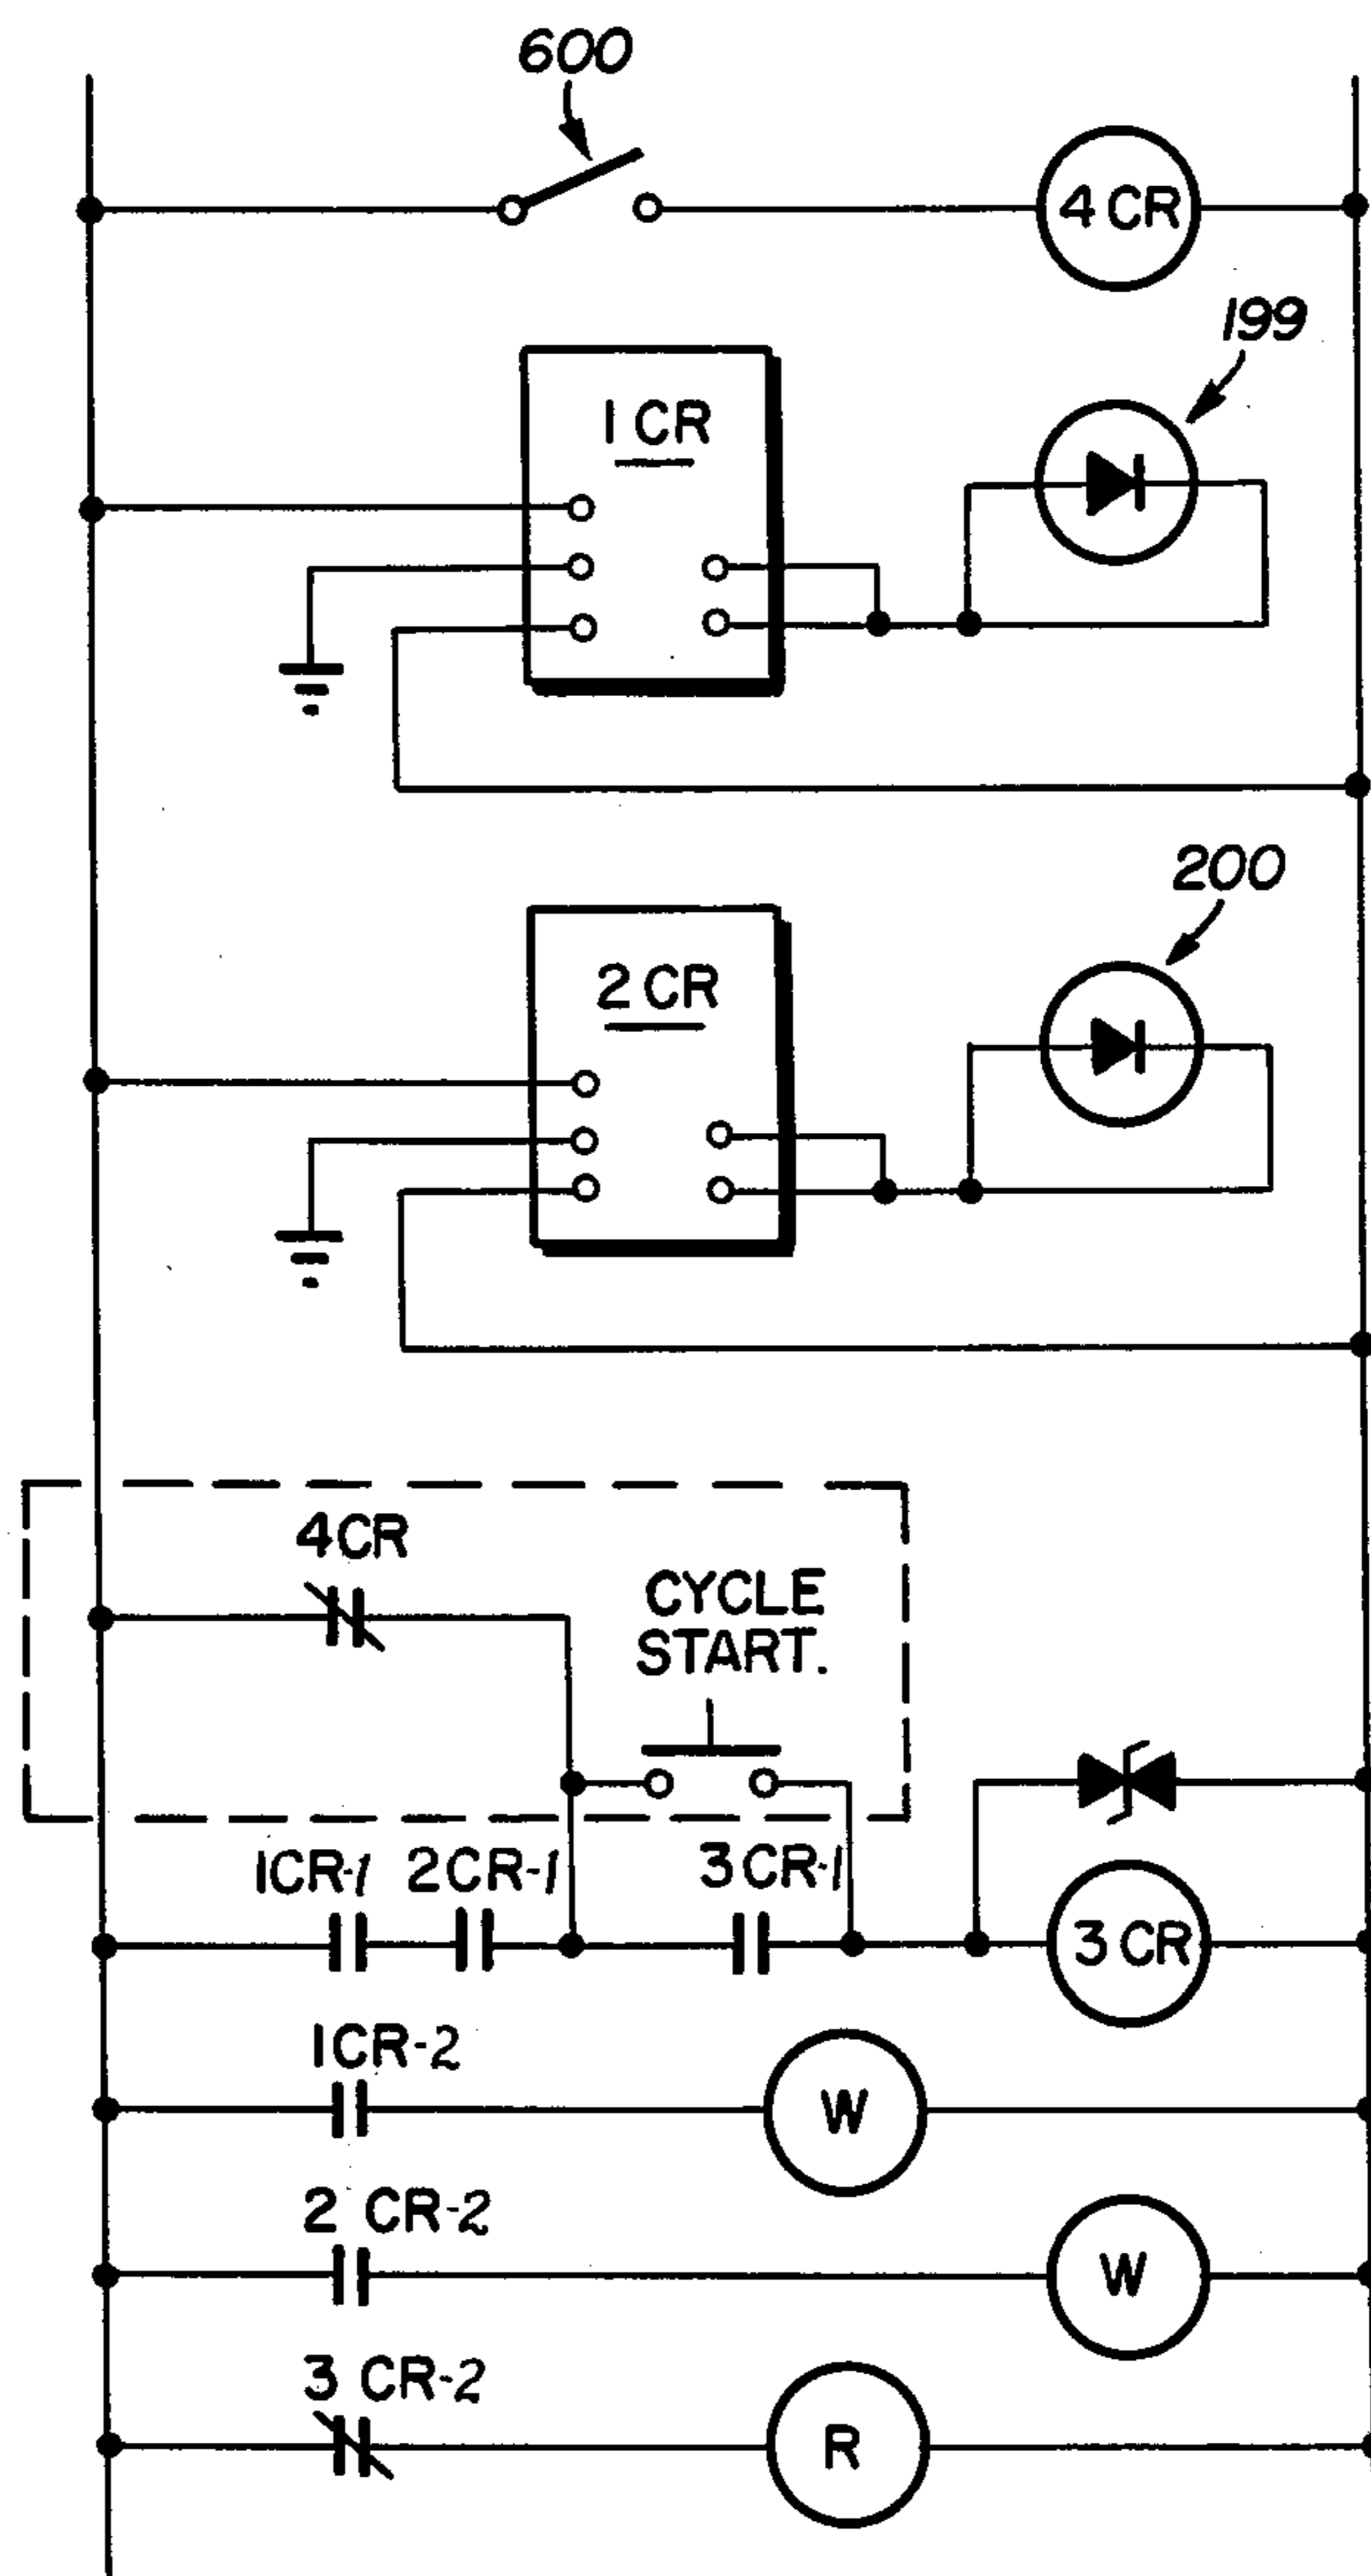 600
4 CR
199
1 CR
200
2 CR
4CR
CYCLE
START.
1CR-1 2CR-1 3CR-1
3 CR
1CR-2
W
2 CR-2
W
3 CR-2
R